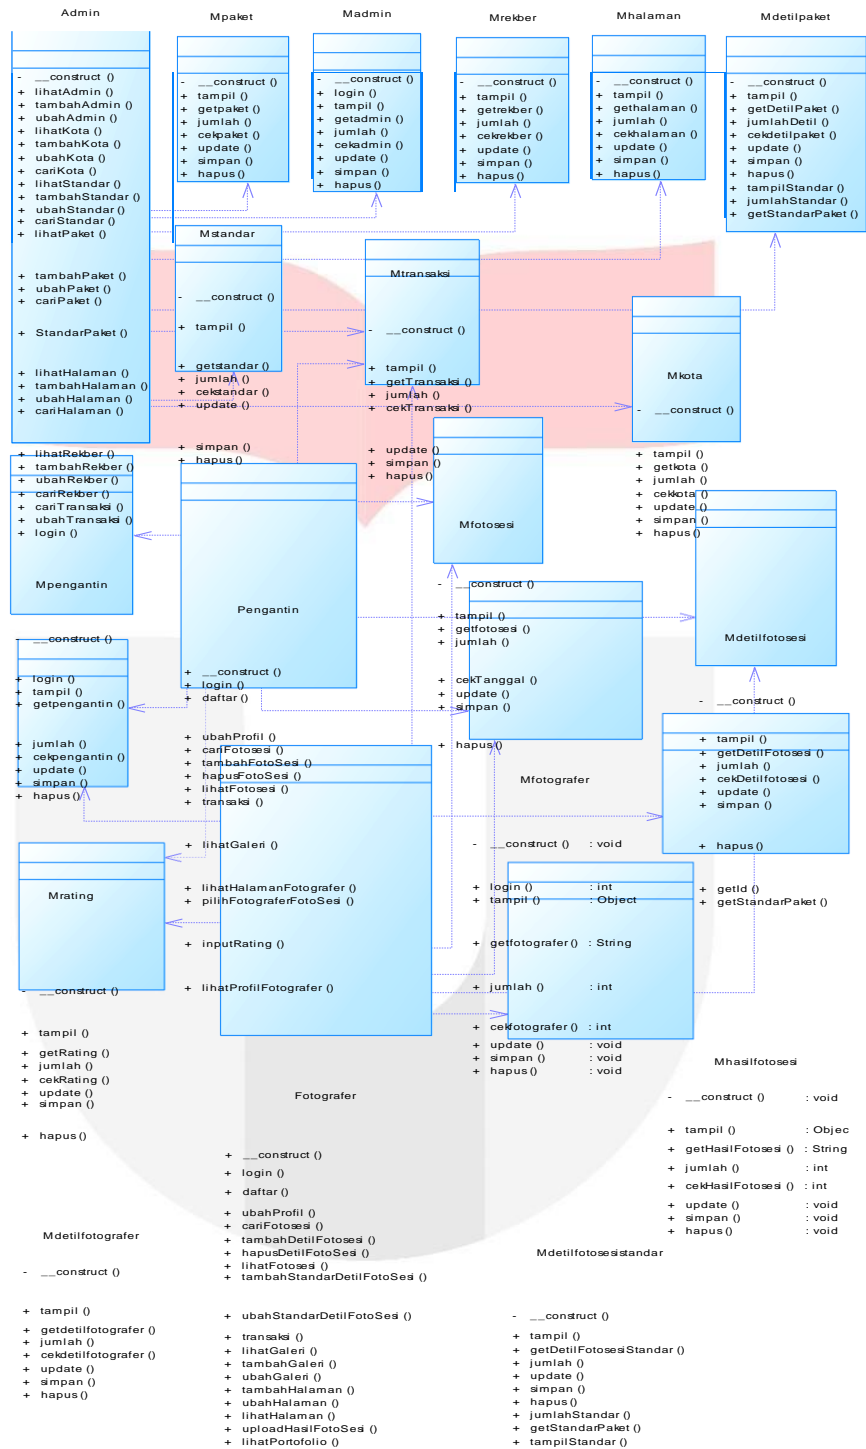 Admin
- __construct ()
+ lihatAdmin ()
+ tambahAdmin ()
+ ubahAdmin ()
+ lihatKota ()
+ tambahKota ()
+ ubahKota ()
+ cariKota ()
+ lihatStandar ()
+ tambahStandar ()
+ ubahStandar ()
+ cariStandar ()
+ lihatPaket ()
+ tambahPaket ()
+ ubahPaket ()
+ cariPaket ()
+ StandarPaket ()
+ lihatHalaman ()
+ tambahHalaman ()
+ ubahHalaman ()
+ cariHalaman ()
+ lihatRekber ()
+ tambahRekber ()
+ ubahRekber ()
+ cariRekber ()
+ cariTransaksi ()
+ ubahTransaksi ()
+ login ()
Mpaket
- __construct ()
+ tampil ()
+ getpaket ()
+ jumlah ()
+ cekpaket ()
+ update ()
+ simpan ()
+ hapus ()
Madmin
- __construct ()
+ login ()
+ tampil ()
+ getadmin ()
+ jumlah ()
+ cekadmin ()
+ update ()
+ simpan ()
+ hapus ()
Mrekber
- __construct ()
+ tampil ()
+ getrekber ()
+ jumlah ()
+ cekrekber ()
+ update ()
+ simpan ()
+ hapus ()
Mhalaman
- __construct ()
+ tampil ()
+ gethalaman ()
+ jumlah ()
+ cekhalaman ()
+ update ()
+ simpan ()
+ hapus ()
Mdetilpaket
- __construct ()
+ tampil ()
+ getDetilPaket ()
+ jumlahDetil ()
+ cekdetilpaket ()
+ update ()
+ simpan ()
+ hapus ()
+ tampilStandar ()
+ jumlahStandar ()
+ getStandarPaket ()
Mstandar
- __construct ()
+ tampil ()
+ getstandar ()
+ jumlah ()
+ cekstandar ()
+ update ()
+ simpan ()
+ hapus ()
Mtransaksi
- __construct ()
+ tampil ()
+ getTransaksi ()
+ jumlah ()
+ cekTransaksi ()
+ update ()
+ simpan ()
+ hapus ()
Mkota
- __construct ()
+ tampil ()
+ getkota ()
+ jumlah ()
+ cekkota ()
+ update ()
+ simpan ()
+ hapus ()
Mpengantin
- __construct ()
+ login ()
+ tampil ()
+ getpengantin ()
+ jumlah ()
+ cekpengantin ()
+ update ()
+ simpan ()
+ hapus ()
Pengantin
- __construct ()
+ login ()
+ daftar ()
+ ubahProfil ()
+ cariFotosesi ()
+ tambahFotoSesi ()
+ hapusFotoSesi ()
+ lihatFotosesi ()
+ transaksi ()
+ lihatGaleri ()
+ lihatHalamanFotografer ()
+ pilihFotograferFotoSesi ()
+ inputRating ()
+ lihatProfilFotografer ()
Mfotosesi
- __construct ()
+ tampil ()
+ getfotosesi ()
+ jumlah ()
+ cekTanggal ()
+ update ()
+ simpan ()
+ hapus ()
Mdetilfotosesi
- __construct ()
+ tampil ()
+ getDetilFotosesi ()
+ jumlah ()
+ cekDetilfotosesi ()
+ update ()
+ simpan ()
+ hapus ()
+ getId ()
+ getStandarPaket ()
Mfotografer
- __construct () : void
+ login () : int
+ tampil () : Object
+ getfotografer () : String
+ jumlah () : int
+ cekfotografer () : int
+ update () : void
+ simpan () : void
+ hapus () : void
Mrating
- __construct ()
+ tampil ()
+ getRating ()
+ jumlah ()
+ cekRating ()
+ update ()
+ simpan ()
+ hapus ()
Mhasilfotosesi
- __construct () : void
+ tampil () : Objec
+ getHasilFotosesi () : String
+ jumlah () : int
+ cekHasilFotosesi () : int
+ update () : void
+ simpan () : void
+ hapus () : void
Fotografer
+ __construct ()
+ login ()
+ daftar ()
+ ubahProfil ()
+ cariFotosesi ()
+ tambahDetilFotosesi ()
+ hapusDetilFotoSesi ()
+ lihatFotosesi ()
+ tambahStandarDetilFotoSesi ()
+ ubahStandarDetilFotoSesi ()
+ transaksi ()
+ lihatGaleri ()
+ tambahGaleri ()
+ ubahGaleri ()
+ tambahHalaman ()
+ ubahHalaman ()
+ lihatHalaman ()
+ uploadHasilFotoSesi ()
+ lihatPortofolio ()
Mdetilfotografer
- __construct ()
+ tampil ()
+ getdetilfotografer ()
+ jumlah ()
+ cekdetilfotografer ()
+ update ()
+ simpan ()
+ hapus ()
Mdetilfotosesistandar
- __construct ()
+ tampil ()
+ getDetilFotosesiStandar ()
+ jumlah ()
+ update ()
+ simpan ()
+ hapus ()
+ jumlahStandar ()
+ getStandarPaket ()
+ tampilStandar ()